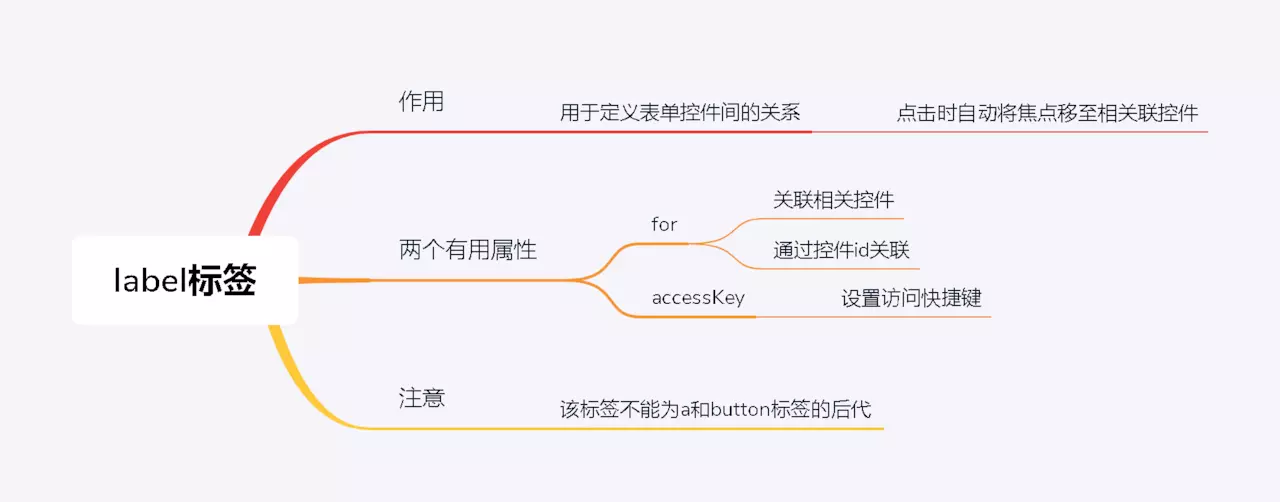 label标签
作用
用于定义表单控件间的关系
点击时自动将焦点移至相关联控件
两个有用属性
for
关联相关控件
通过控件id关联
accessKey
设置访问快捷键
注意
该标签不能为a和button标签的后代